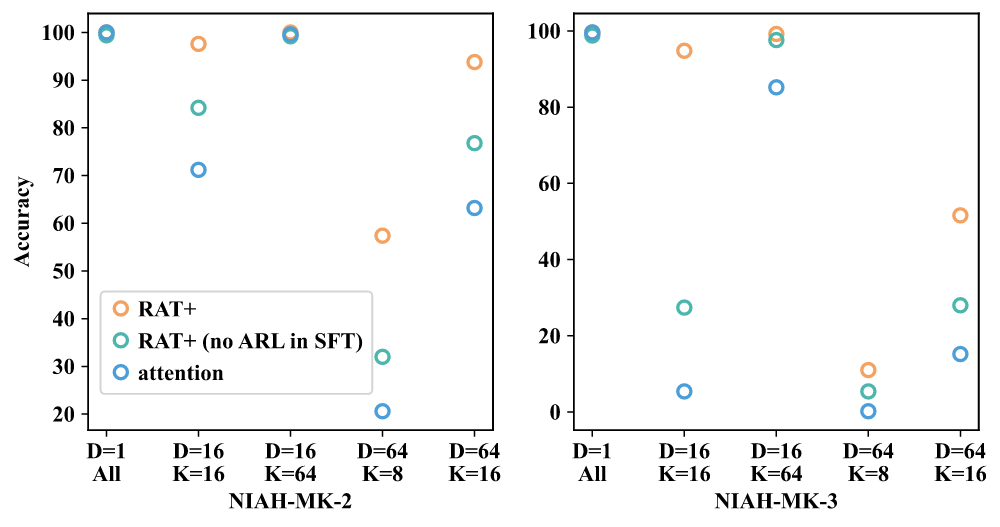 Accuracy
100
90
80
70
60
50
40
30
20
RAT+
RAT+ (no ARL in SFT)
attention
D=1 D=16 D=16 D=64 D=64
All K=16 K=64 K=8 K=16
NIAH-MK-2
100
80
60
40
20
0
D=1 D=16 D=16 D=64 D=64
All K=16 K=64 K=8 K=16
NIAH-MK-3